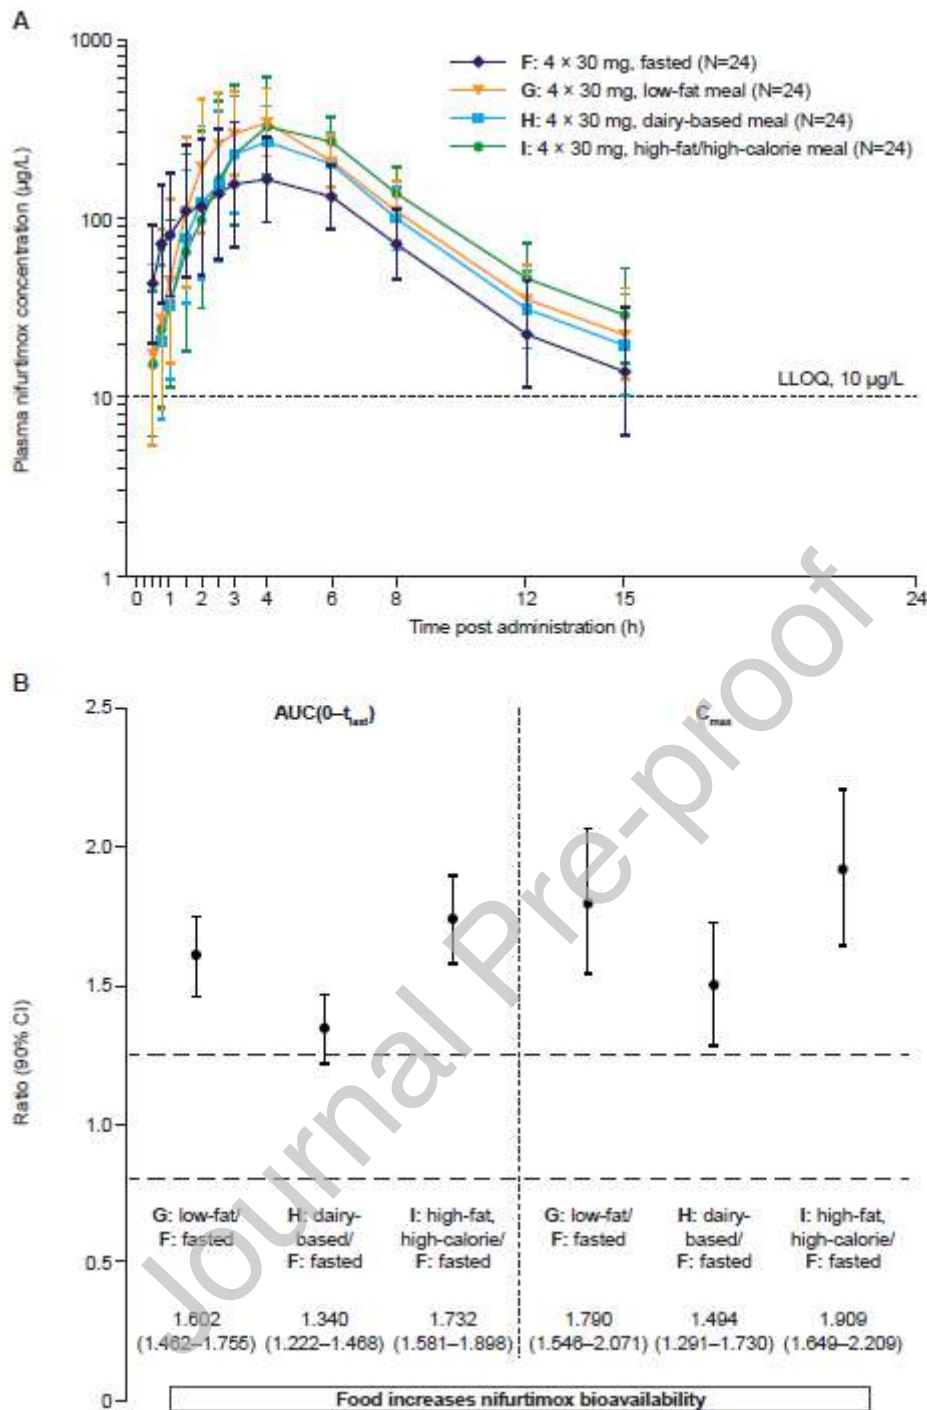 A
1000
100
10
1
Plasma nifurtimox concentration (µg/L)
F: 4 × 30 mg, fasted (N=24)
G: 4 × 30 mg, low-fat meal (N=24)
H: 4 × 30 mg, dairy-based meal (N=24)
I: 4 × 30 mg, high-fat/high-calorie meal (N=24)
LLOQ, 10 µg/L
0 1 2 3 4 6 8 12 15 24
Time post administration (h)
B
2.5
2.0
1.5
1.0
0.5
0
Ratio (90% CI)
AUC(0–tlast)
Cmax
G: low-fat/
F: fasted
H: dairy-
based/
F: fasted
I: high-fat,
high-calorie/
F: fasted
G: low-fat/
F: fasted
H: dairy-
based/
F: fasted
I: high-fat,
high-calorie/
F: fasted
1.602
(1.462–1.755)
1.340
(1.222–1.468)
1.732
(1.581–1.898)
1.790
(1.546–2.071)
1.494
(1.291–1.730)
1.909
(1.649–2.209)
Food increases nifurtimox bioavailability
Journal Pre-proof